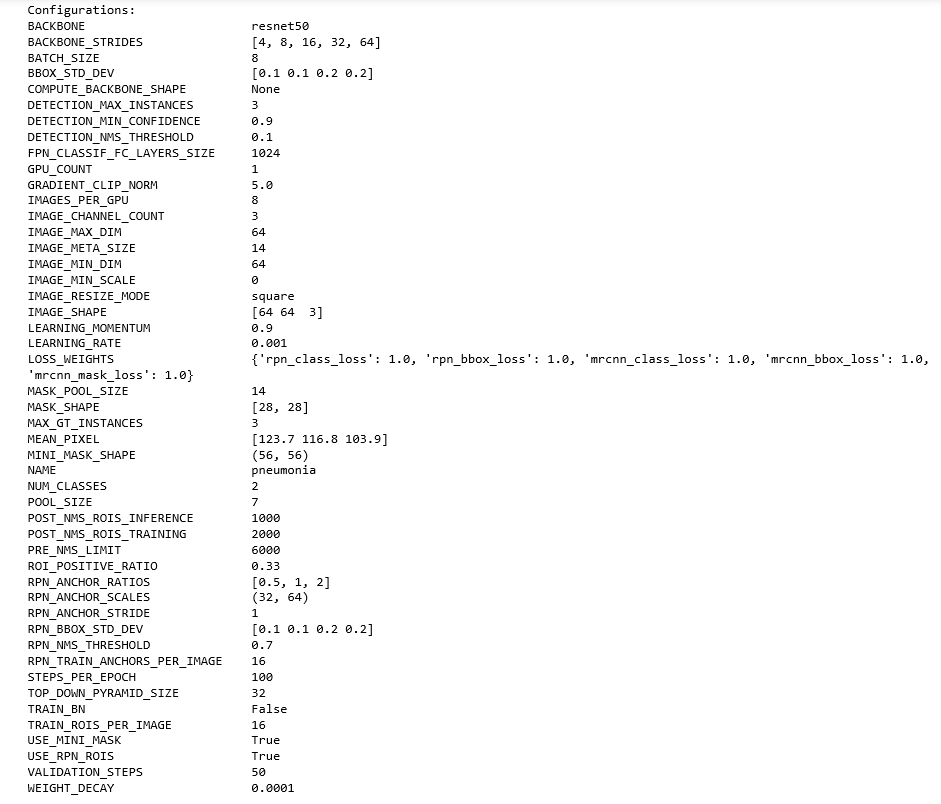 Configurations:
BACKBONE                       resnet50
BACKBONE_STRIDES               [4, 8, 16, 32, 64]
BATCH_SIZE                     8
BBOX_STD_DEV                   [0.1 0.1 0.2 0.2]
COMPUTE_BACKBONE_SHAPE         None
DETECTION_MAX_INSTANCES        3
DETECTION_MIN_CONFIDENCE       0.9
DETECTION_NMS_THRESHOLD        0.1
FPN_CLASSIF_FC_LAYERS_SIZE     1024
GPU_COUNT                      1
GRADIENT_CLIP_NORM             5.0
IMAGES_PER_GPU                 8
IMAGE_CHANNEL_COUNT            3
IMAGE_MAX_DIM                  64
IMAGE_META_SIZE                14
IMAGE_MIN_DIM                  64
IMAGE_MIN_SCALE                0
IMAGE_RESIZE_MODE              square
IMAGE_SHAPE                    [64 64  3]
LEARNING_MOMENTUM              0.9
LEARNING_RATE                  0.001
LOSS_WEIGHTS                   {'rpn_class_loss': 1.0, 'rpn_bbox_loss': 1.0, 'mrcnn_class_loss': 1.0, 'mrcnn_bbox_loss': 1.0,
'mrcnn_mask_loss': 1.0}
MASK_POOL_SIZE                 14
MASK_SHAPE                     [28, 28]
MAX_GT_INSTANCES               3
MEAN_PIXEL                     [123.7 116.8 103.9]
MINI_MASK_SHAPE                (56, 56)
NAME                           pneumonia
NUM_CLASSES                    2
POOL_SIZE                      7
POST_NMS_ROIS_INFERENCE        1000
POST_NMS_ROIS_TRAINING         2000
PRE_NMS_LIMIT                  6000
ROI_POSITIVE_RATIO             0.33
RPN_ANCHOR_RATIOS              [0.5, 1, 2]
RPN_ANCHOR_SCALES              (32, 64)
RPN_ANCHOR_STRIDE              1
RPN_BBOX_STD_DEV               [0.1 0.1 0.2 0.2]
RPN_NMS_THRESHOLD              0.7
RPN_TRAIN_ANCHORS_PER_IMAGE    16
STEPS_PER_EPOCH                100
TOP_DOWN_PYRAMID_SIZE          32
TRAIN_BN                       False
TRAIN_ROIS_PER_IMAGE           16
USE_MINI_MASK                  True
USE_RPN_ROIS                   True
VALIDATION_STEPS               50
WEIGHT_DECAY                   0.0001